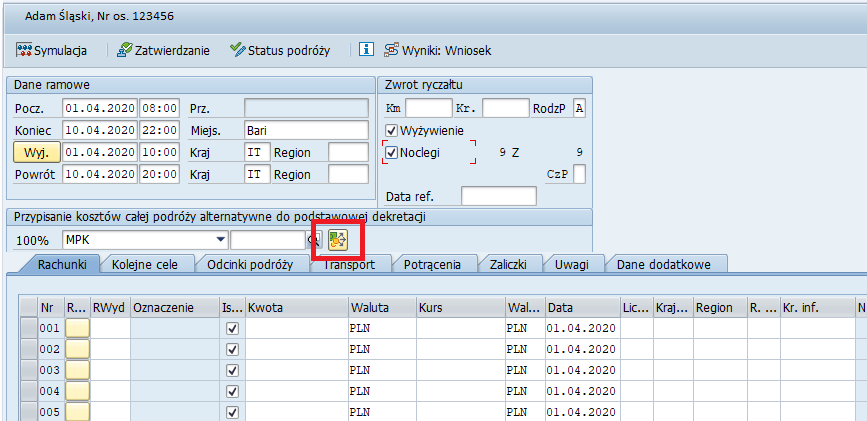 Adam Śląski, Nr os. 123456
Symulacja Zatwierdzanie Status podróży Wyniki: Wniosek
Dane ramowe
Pocz. 01.04.2020 08:00 Prz.
Koniec 10.04.2020 22:00 Miejs. Bari
Wyj. 01.04.2020 10:00 Kraj IT Region
Powrót 10.04.2020 20:00 Kraj IT Region
Zwrot ryczałtu
Km Kr. RodzP A
Wyżywienie
Noclegi 9 Z 9
CzP
Data ref.
Przypisanie kosztów całej podróży alternatywne do podstawowej dekretacji
100% MPK
Rachunki Kolejne cele Odcinki podróży Transport Potrącenia Zaliczki Uwagi Dane dodatkowe
Nr R... RWyd Oznaczenie Is... Kwota Waluta Kurs Wal... Data Lic... Kraj... Region R. ... Kr. inf. N
001 PLN PLN 01.04.2020
002 PLN PLN 01.04.2020
003 PLN PLN 01.04.2020
004 PLN PLN 01.04.2020
005 PLN PLN 01.04.2020